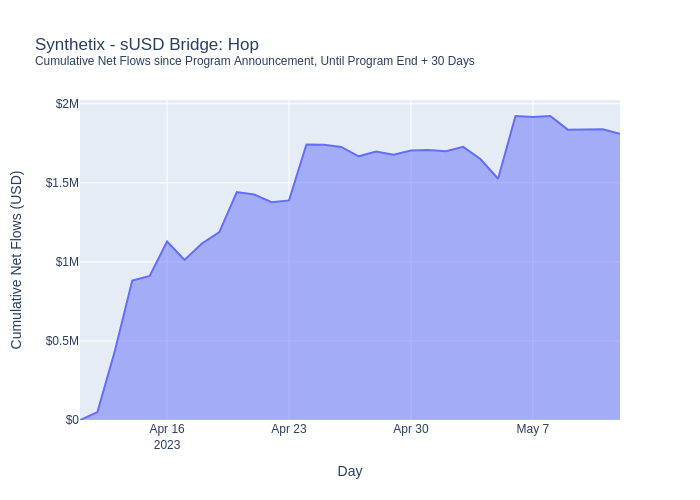 Synthetix - sUSD Bridge: Hop
Cumulative Net Flows since Program Announcement, Until Program End + 30 Days
Cumulative Net Flows (USD)
$2M
$1.5M
$1M
$0.5M
$0
Apr 16
2023
Apr 23
Apr 30
May 7
Day